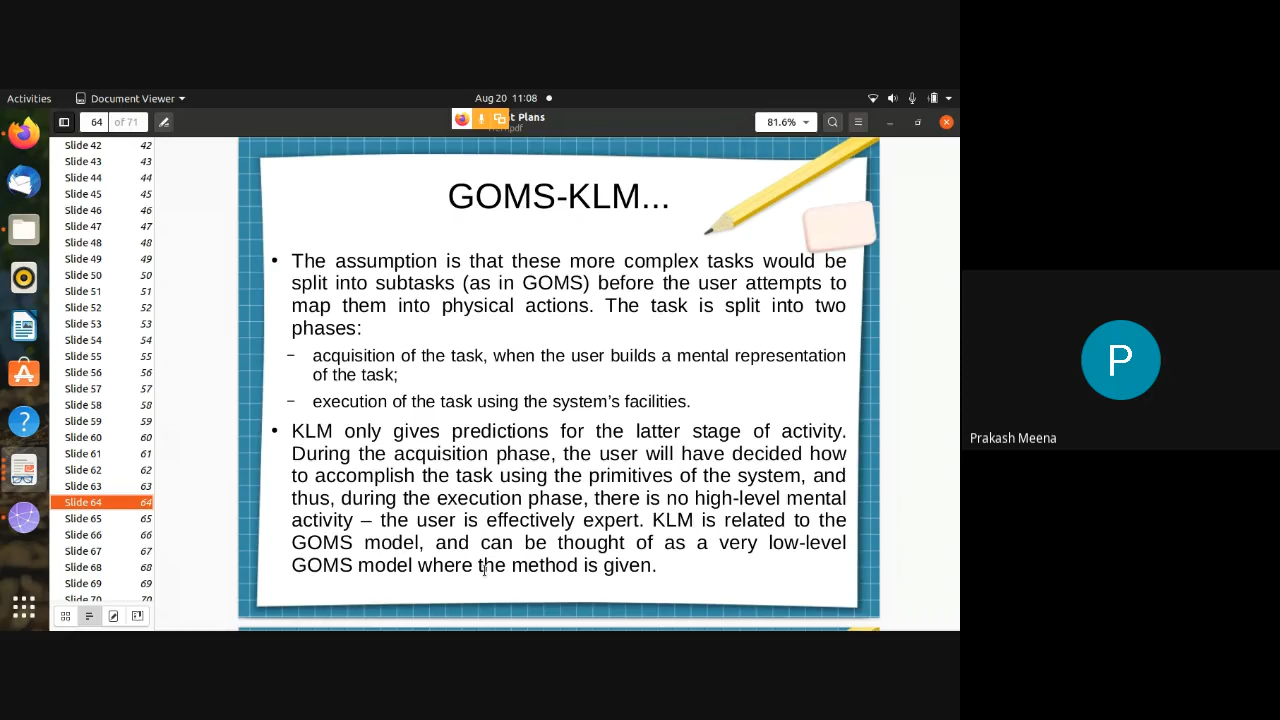 Activities
Document Viewer
Aug 20 11:08
64
of 71
t Plans
.pdf
81.6%
Slide 42 42
Slide 43 43
Slide 44 44
Slide 45 45
Slide 46 46
Slide 47 47
Slide 48 48
Slide 49 49
Slide 50 50
Slide 51 51
Slide 52 52
Slide 53 53
Slide 54 54
Slide 55 55
Slide 56 56
Slide 57 57
Slide 58 58
Slide 59 59
Slide 60 60
Slide 61 61
Slide 62 62
Slide 63 63
Slide 64 64
Slide 65 65
Slide 66 66
Slide 67 67
Slide 68 68
Slide 69 69
Slide 70 70
GOMS-KLM...
• The assumption is that these more complex tasks would be
split into subtasks (as in GOMS) before the user attempts to
map them into physical actions. The task is split into two
phases:
– acquisition of the task, when the user builds a mental representation
of the task;
– execution of the task using the system’s facilities.
• KLM only gives predictions for the latter stage of activity.
During the acquisition phase, the user will have decided how
to accomplish the task using the primitives of the system, and
thus, during the execution phase, there is no high-level mental
activity – the user is effectively expert. KLM is related to the
GOMS model, and can be thought of as a very low-level
GOMS model where the method is given.
P
Prakash Meena